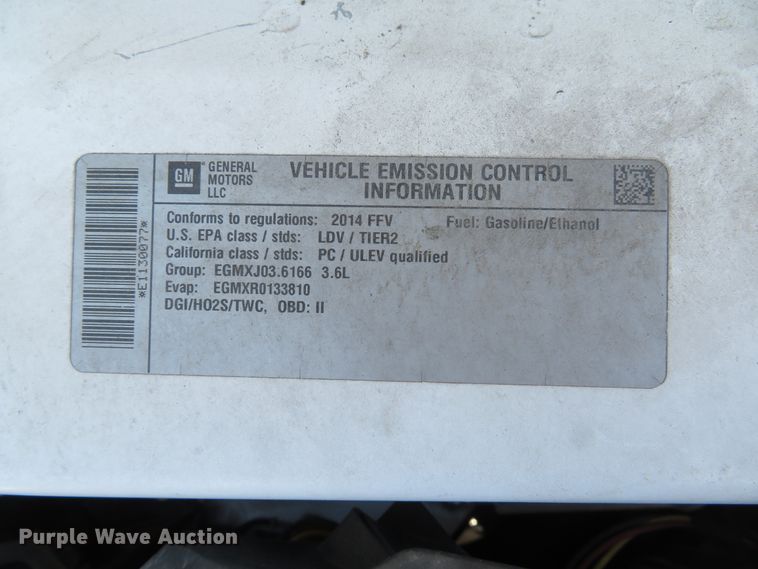 *E1130077*
GM
GENERAL MOTORS LLC
VEHICLE EMISSION CONTROL INFORMATION
Conforms to regulations: 2014 FFV Fuel: Gasoline/Ethanol
U.S. EPA class / stds: LDV / TIER2
California class / stds: PC / ULEV qualified
Group: EGMXJ03.6166 3.6L
Evap: EGMXR0133810
DGI/HO2S/TWC, OBD: II
Purple Wave Auction